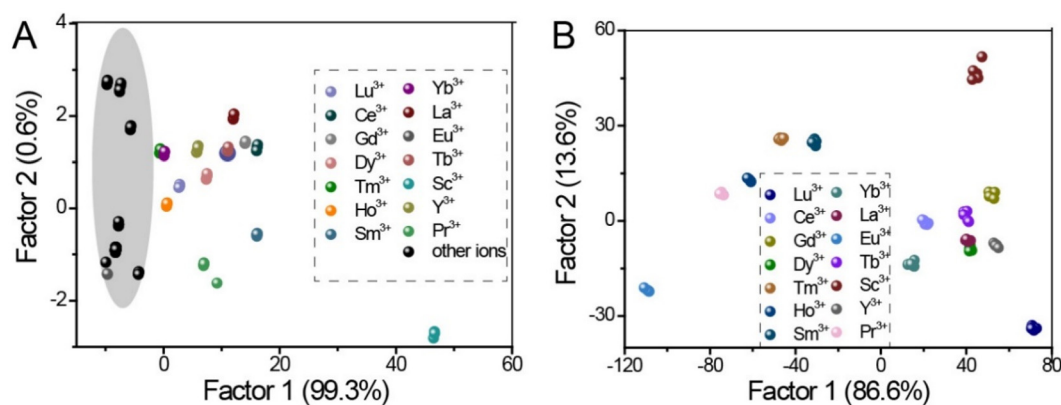 A
Factor 2 (0.6%)
4
2
0
-2
0
20
40
60
Factor 1 (99.3%)
Lu³⁺ Yb³⁺
Ce³⁺ La³⁺
Gd³⁺ Eu³⁺
Dy³⁺ Tb³⁺
Tm³⁺ Sc³⁺
Ho³⁺ Y³⁺
Sm³⁺ Pr³⁺
other ions
B
Factor 2 (13.6%)
60
30
0
-30
-120
-80
-40
0
40
80
Factor 1 (86.6%)
Lu³⁺ Yb³⁺
Ce³⁺ La³⁺
Gd³⁺ Eu³⁺
Dy³⁺ Tb³⁺
Tm³⁺ Sc³⁺
Ho³⁺ Y³⁺
Sm³⁺ Pr³⁺